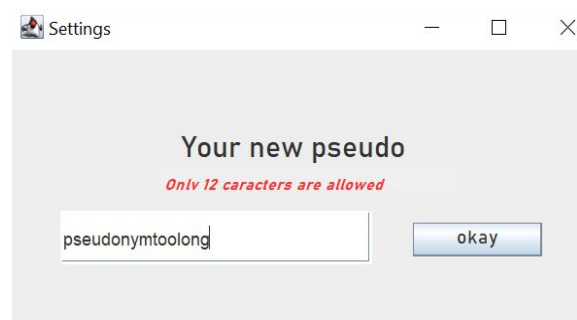 Settings
Your new pseudo
Only 12 caracters are allowed
pseudonymtoolong
okay